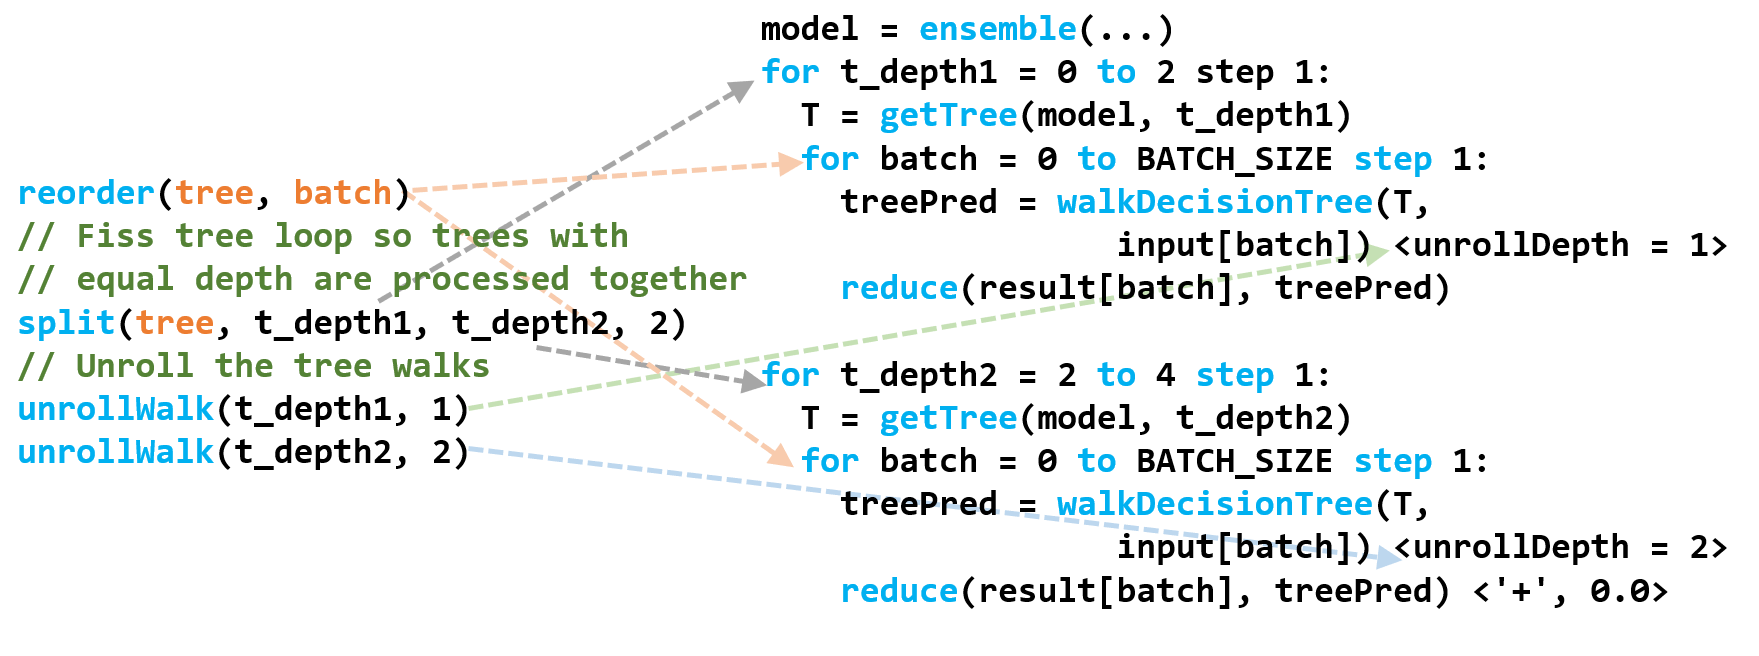 reorder(tree, batch)
// Fiss tree loop so trees with
// equal depth are processed together
split(tree, t_depth1, t_depth2, 2)
// Unroll the tree walks
unrollWalk(t_depth1, 1)
unrollWalk(t_depth2, 2)
model = ensemble(...)
for t_depth1 = 0 to 2 step 1:
  T = getTree(model, t_depth1)
  for batch = 0 to BATCH_SIZE step 1:
    treePred = walkDecisionTree(T,
                  input[batch]) <unrollDepth = 1>
    reduce(result[batch], treePred)
for t_depth2 = 2 to 4 step 1:
  T = getTree(model, t_depth2)
  for batch = 0 to BATCH_SIZE step 1:
    treePred = walkDecisionTree(T,
                  input[batch]) <unrollDepth = 2>
    reduce(result[batch], treePred) <'+', 0.0>